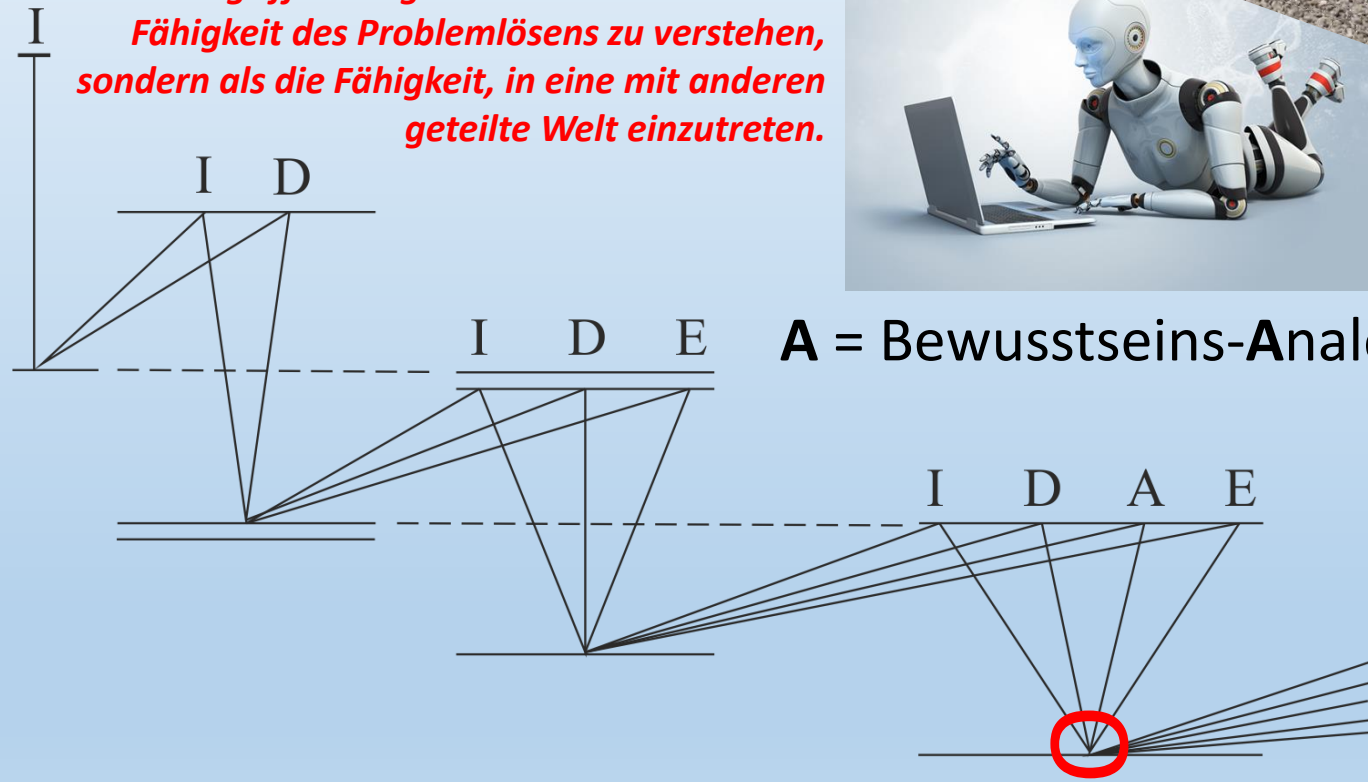 Fähigkeit des Problemlösens zu verstehen,
sondern als die Fähigkeit, in eine mit anderen
geteilte Welt einzutreten.
I
I D
I D E
A = Bewusstseins-Anal
I D A E